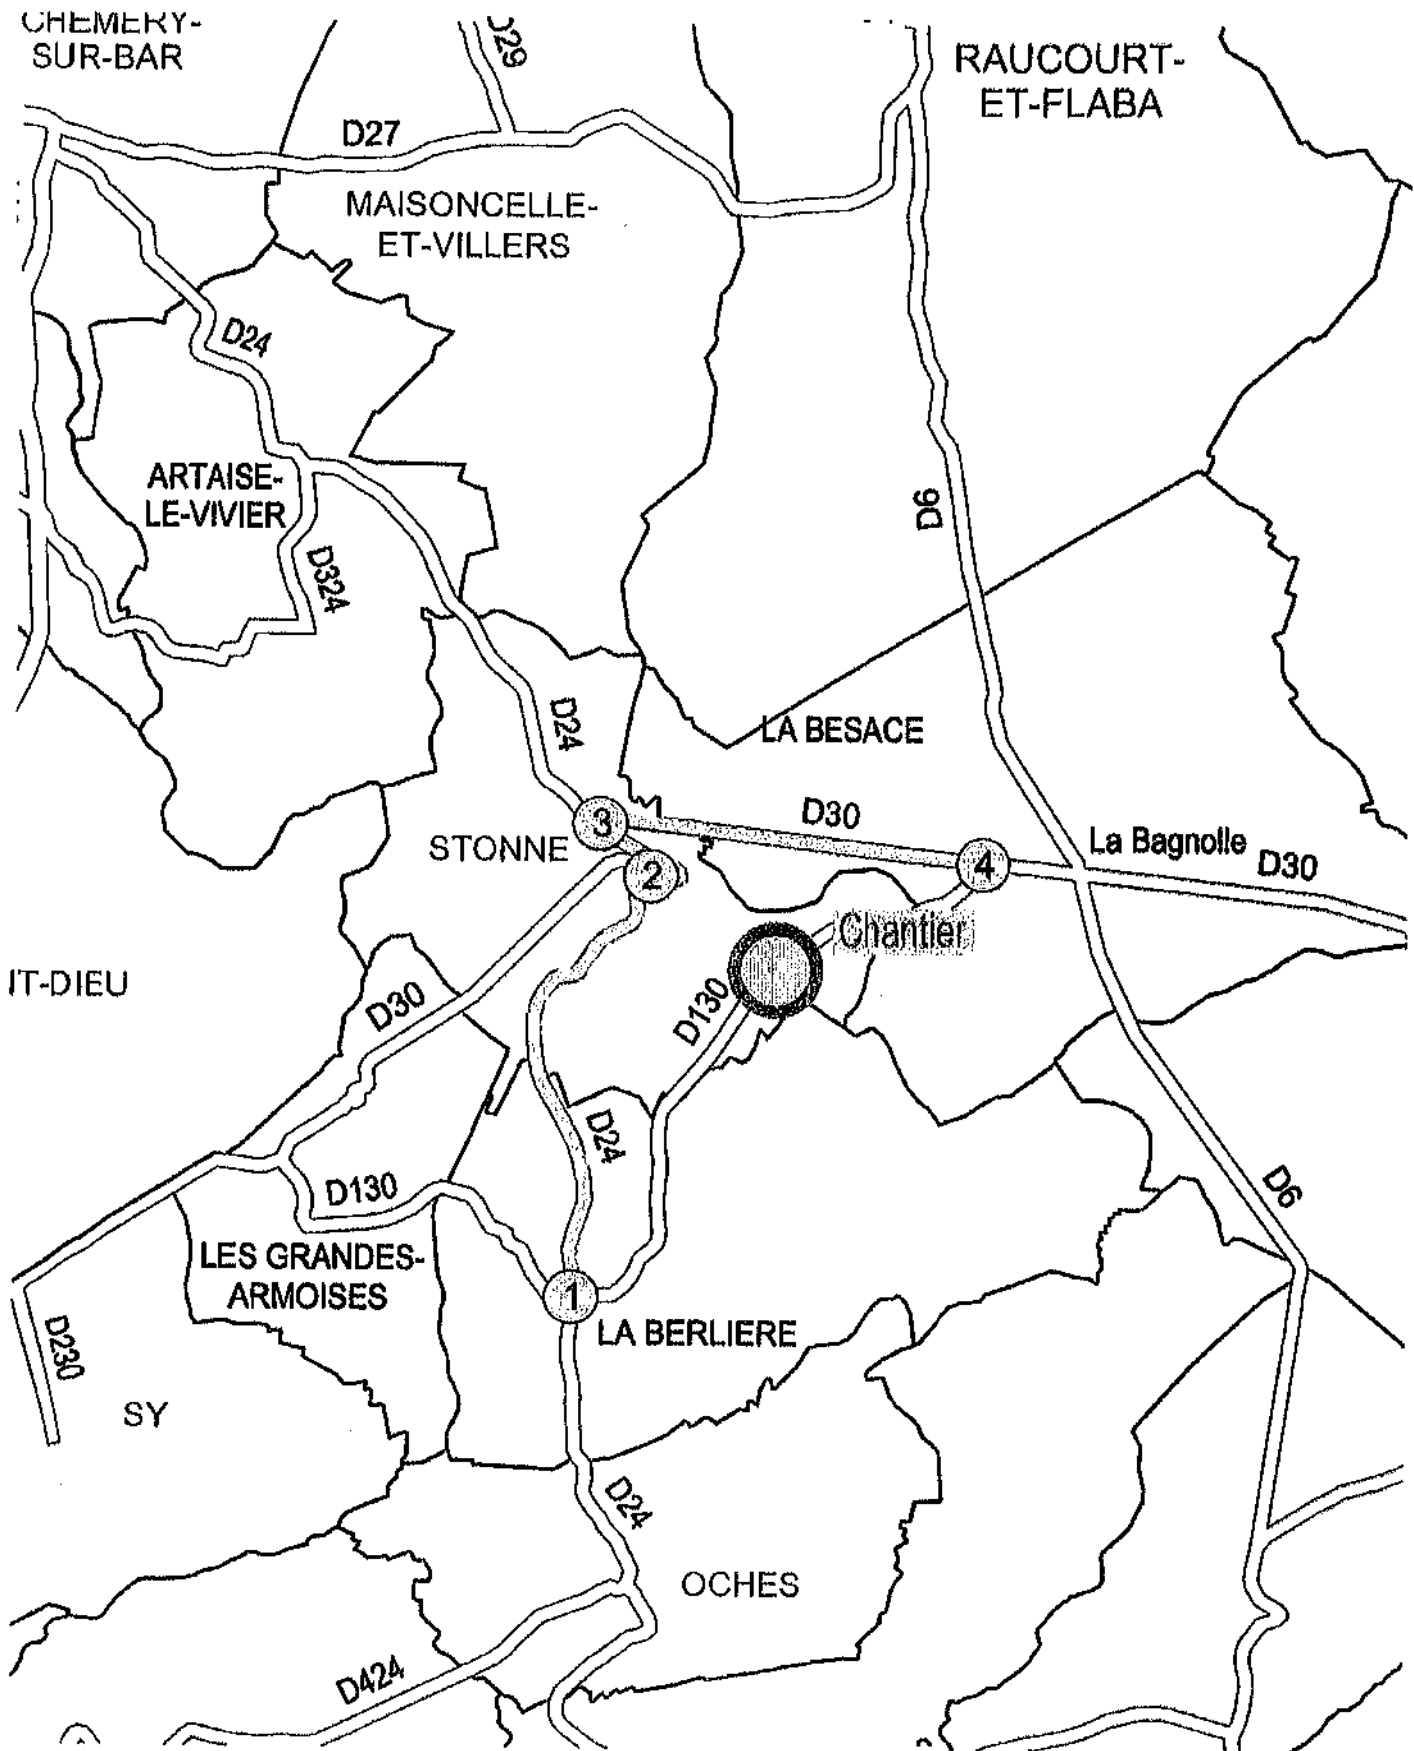 CHEMERY-
SUR-BAR
D29
RAUCOURT-
ET-FLABA
D27
MAISONCELLE-
ET-VILLERS
D24
ARTAISE-
LE-VIVIER
D6
D324
D24
LA BESACE
3
D30
La Bagnolle
STONNE
2
4
D30
Chantier
IT-DIEU
D30
D130
D24
D130
D6
LES GRANDES-
ARMOISES
1
LA BERLIERE
D230
SY
D24
OCHES
D424